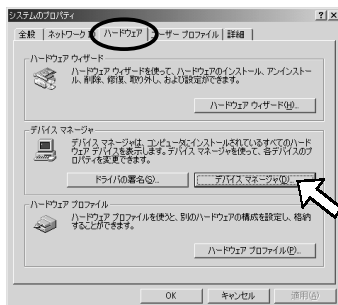 システムのプロパティ
全般 ネットワーク ID ハードウェア ユーザー プロファイル 詳細
ハードウェア ウィザード
ハードウェア ウィザードを使って、ハードウェアのインストール、アンインストー
ル、削除、修復、取り外し、および設定ができます。
ハードウェア ウィザード(H)...
デバイス マネージャ
デバイス マネージャは、コンピュータにインストールされているすべてのハード
ウェア デバイスを表示します。デバイス マネージャを使って、各デバイスのプ
ロパティを変更できます。
ドライバの署名(S)...
デバイス マネージャ(D)...
ハードウェア プロファイル
ハードウェア プロファイルを使うと、別のハードウェアの構成を設定し、格納
することができます。
ハードウェア プロファイル(P)...
OK
キャンセル
適用(A)